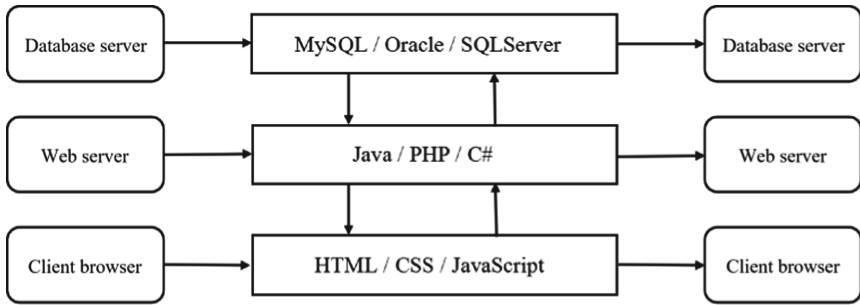 Database server
MySQL / Oracle / SQLServer
Database server
Web server
Java / PHP / C#
Web server
Client browser
HTML / CSS / JavaScript
Client browser